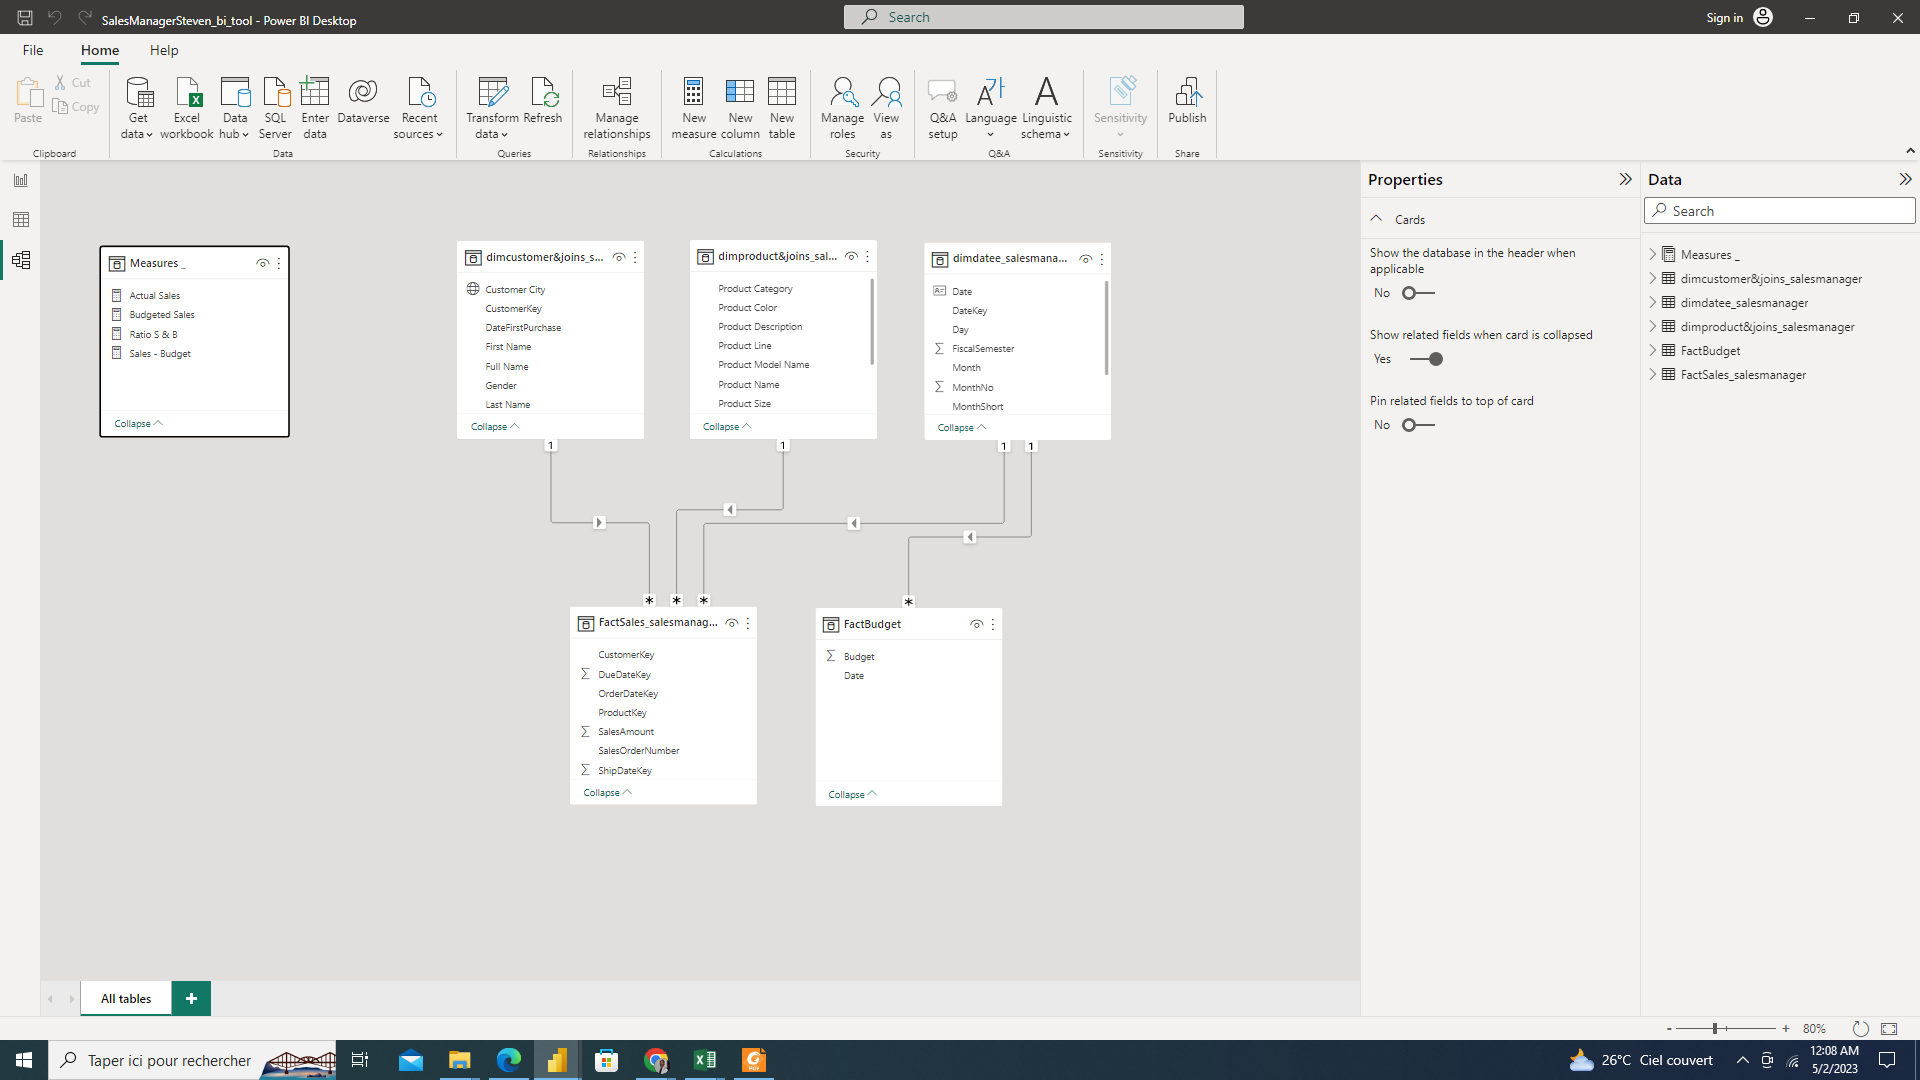 SalesManagerSteven_bi_tool - Power BI Desktop
Search
Sign in
File
Home
Help
Paste
Cut
Copy
Clipboard
Get data
Excel workbook
Data hub
SQL Server
Enter data
Dataverse
Recent sources
Data
Transform data
Refresh
Queries
Manage relationships
Relationships
New measure
New column
New table
Calculations
Manage roles
View as
Security
Q&A setup
Language
Linguistic schema
Q&A
Sensitivity
Sensitivity
Publish
Share
Measures _
Actual Sales
Budgeted Sales
Ratio S & B
Sales - Budget
Collapse
dimcustomer&joins_s...
Customer City
CustomerKey
DateFirstPurchase
First Name
Full Name
Gender
Last Name
Collapse
1
dimproduct&joins_sal...
Product Category
Product Color
Product Description
Product Line
Product Model Name
Product Name
Product Size
Collapse
1
dimdatee_salesmana...
Date
DateKey
Day
FiscalSemester
Month
MonthNo
MonthShort
Collapse
1
1
*
*
*
*
FactSales_salesmanag...
CustomerKey
DueDateKey
OrderDateKey
ProductKey
SalesAmount
SalesOrderNumber
ShipDateKey
Collapse
FactBudget
Budget
Date
Collapse
Properties
Cards
Show the database in the header when
applicable
No
Show related fields when card is collapsed
Yes
Pin related fields to top of card
No
Data
Search
Measures _
dimcustomer&joins_salesmanager
dimdatee_salesmanager
dimproduct&joins_salesmanager
FactBudget
FactSales_salesmanager
All tables
+
- + 80%
Taper ici pour rechercher
26°C Ciel couvert
12:08 AM
5/2/2023